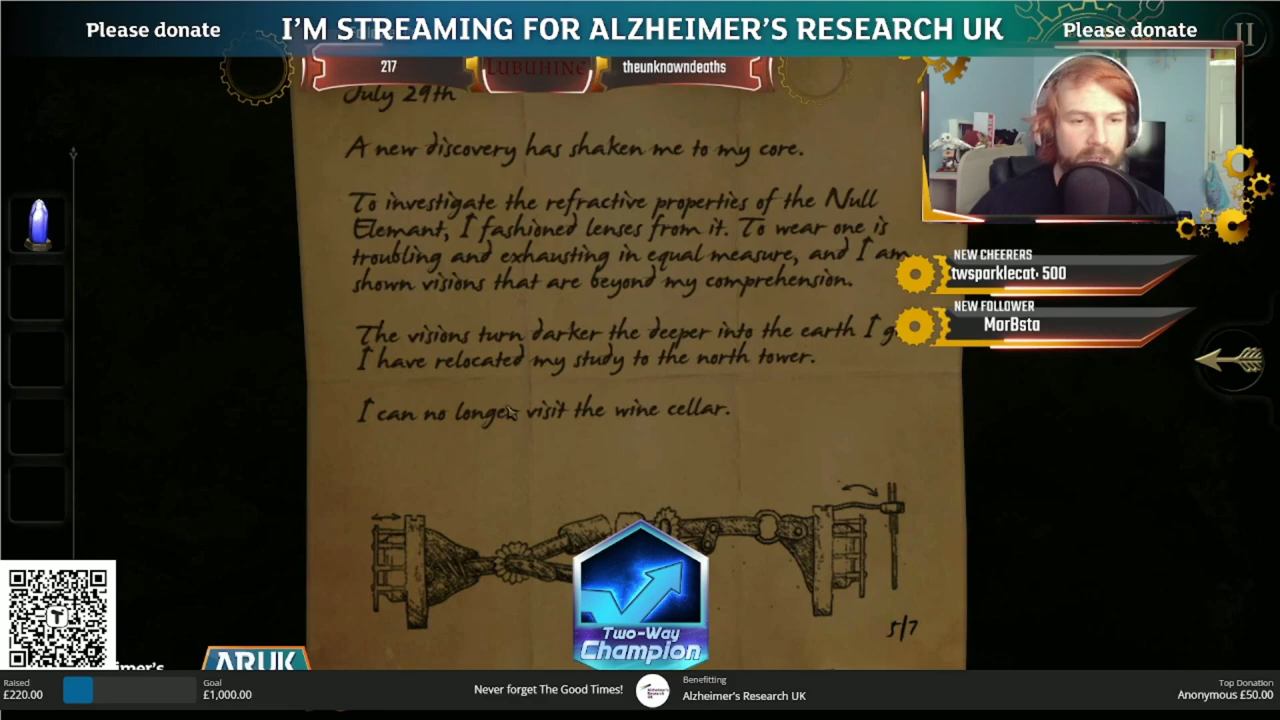 Please donate
I'M STREAMING FOR ALZHEIMER'S RESEARCH UK
Please donate
217
LUBUHINC
theunknowndeaths
July 29th
A new discovery has shaken me to my core.
To investigate the refractive properties of the Null
Elemant, I fashioned lenses from it. To wear one is
troubling and exhausting in equal measure, and I am
shown visions that are beyond my comprehension.
The visions turn darker the deeper into the earth I g
I have relocated my study to the north tower.
I can no longer visit the wine cellar.
5/7
NEW CHEERERS
twsparklecat· 500
NEW FOLLOWER
MorBsta
Two-Way
Champion
T
imer's
ARUK
Raised
£220.00
Goal
£1,000.00
Never forget The Good Times!
Benefitting
Alzheimer's Research UK
Top Donation
Anonymous £50.00